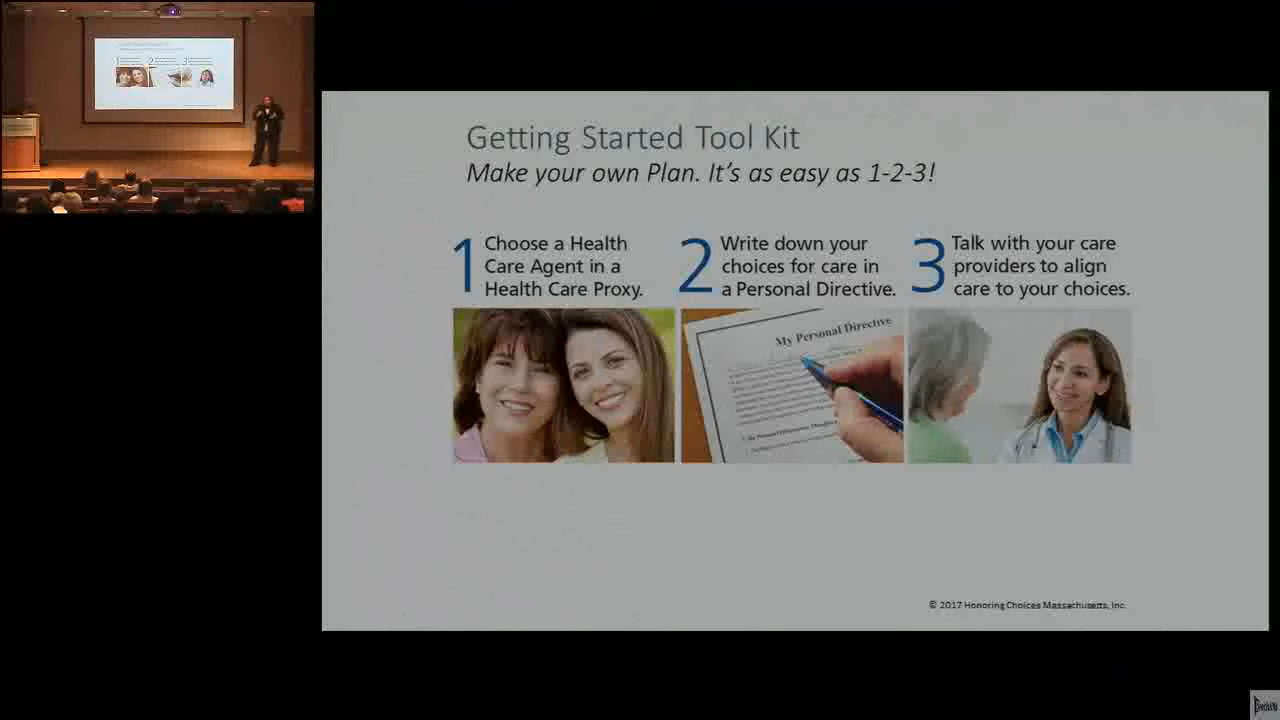 Getting Started Tool Kit
Make your own Plan. It's as easy as 1-2-3!
1 Choose a Health
Care Agent in a
Health Care Proxy.
2 Write down your
choices for care in
a Personal Directive.
3 Talk with your care
providers to align
care to your choices.
My Personal Directive
© 2017 Honoring Choices Massachusetts, Inc.